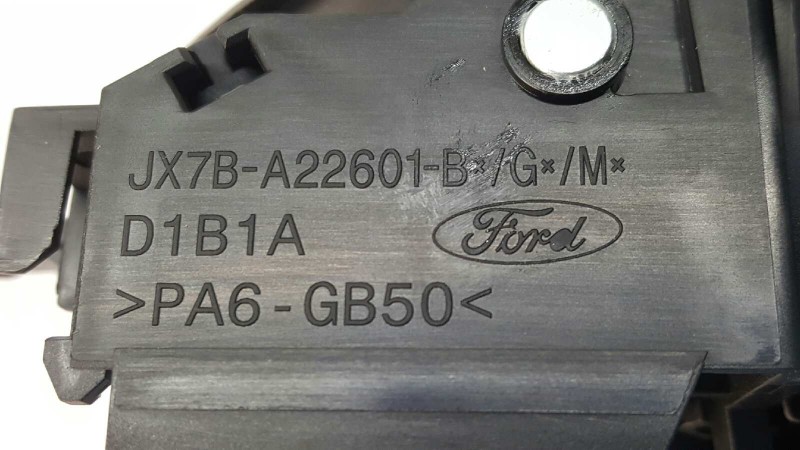 JX7B-A22601-B*/G*/M*
D1B1A Ford
>PA6-GB50<